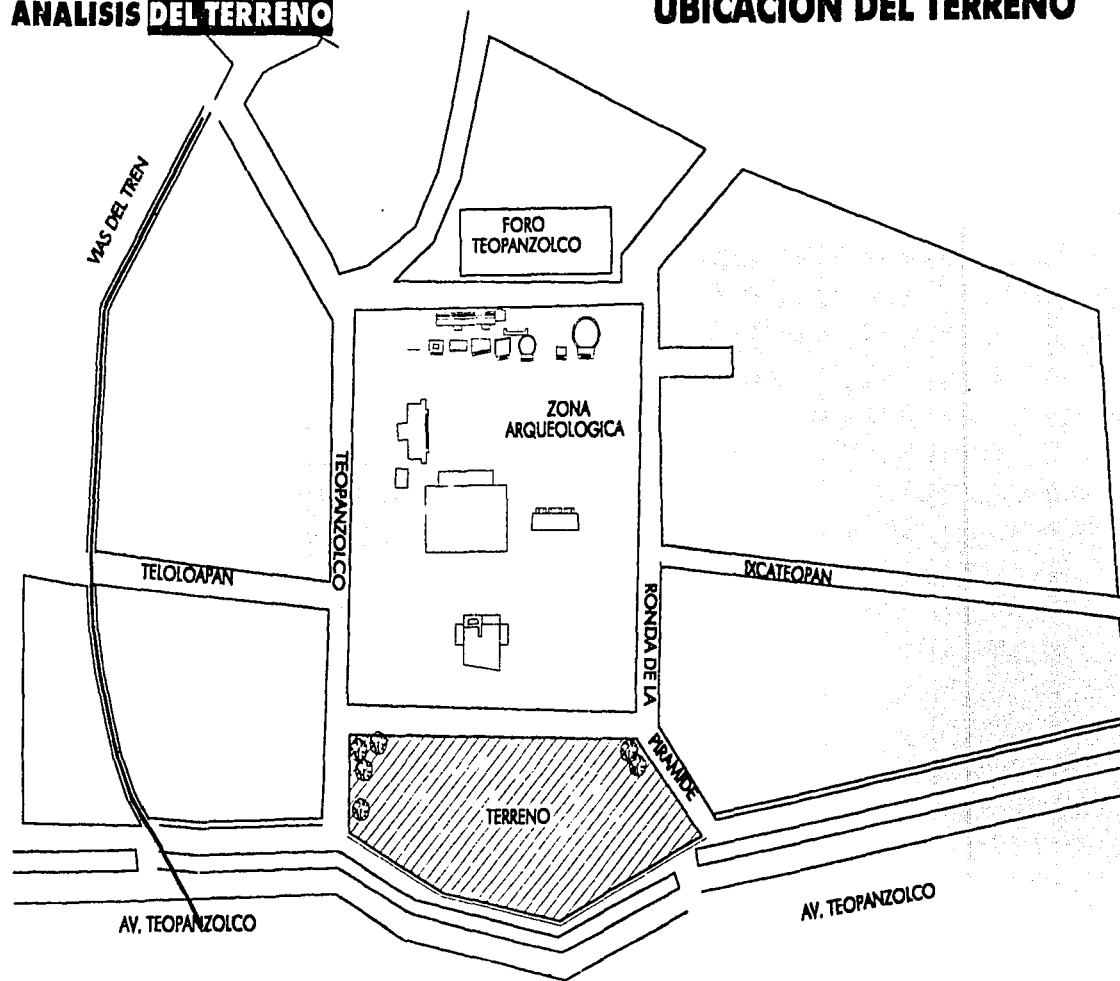 ANALISIS DEL TERRENO
UBICACION DEL TERRENO
VIAS DEL TREN
FORO
TEOPANZOLCO
ZONA
ARQUEOLOGICA
TEOPANZOLCO
TELOLOAPAN
IXCATEOPAN
RONDA DE LA
PIRAMIDE
TERRENO
AV. TEOPANZOLCO
AV. TEOPANZOLCO